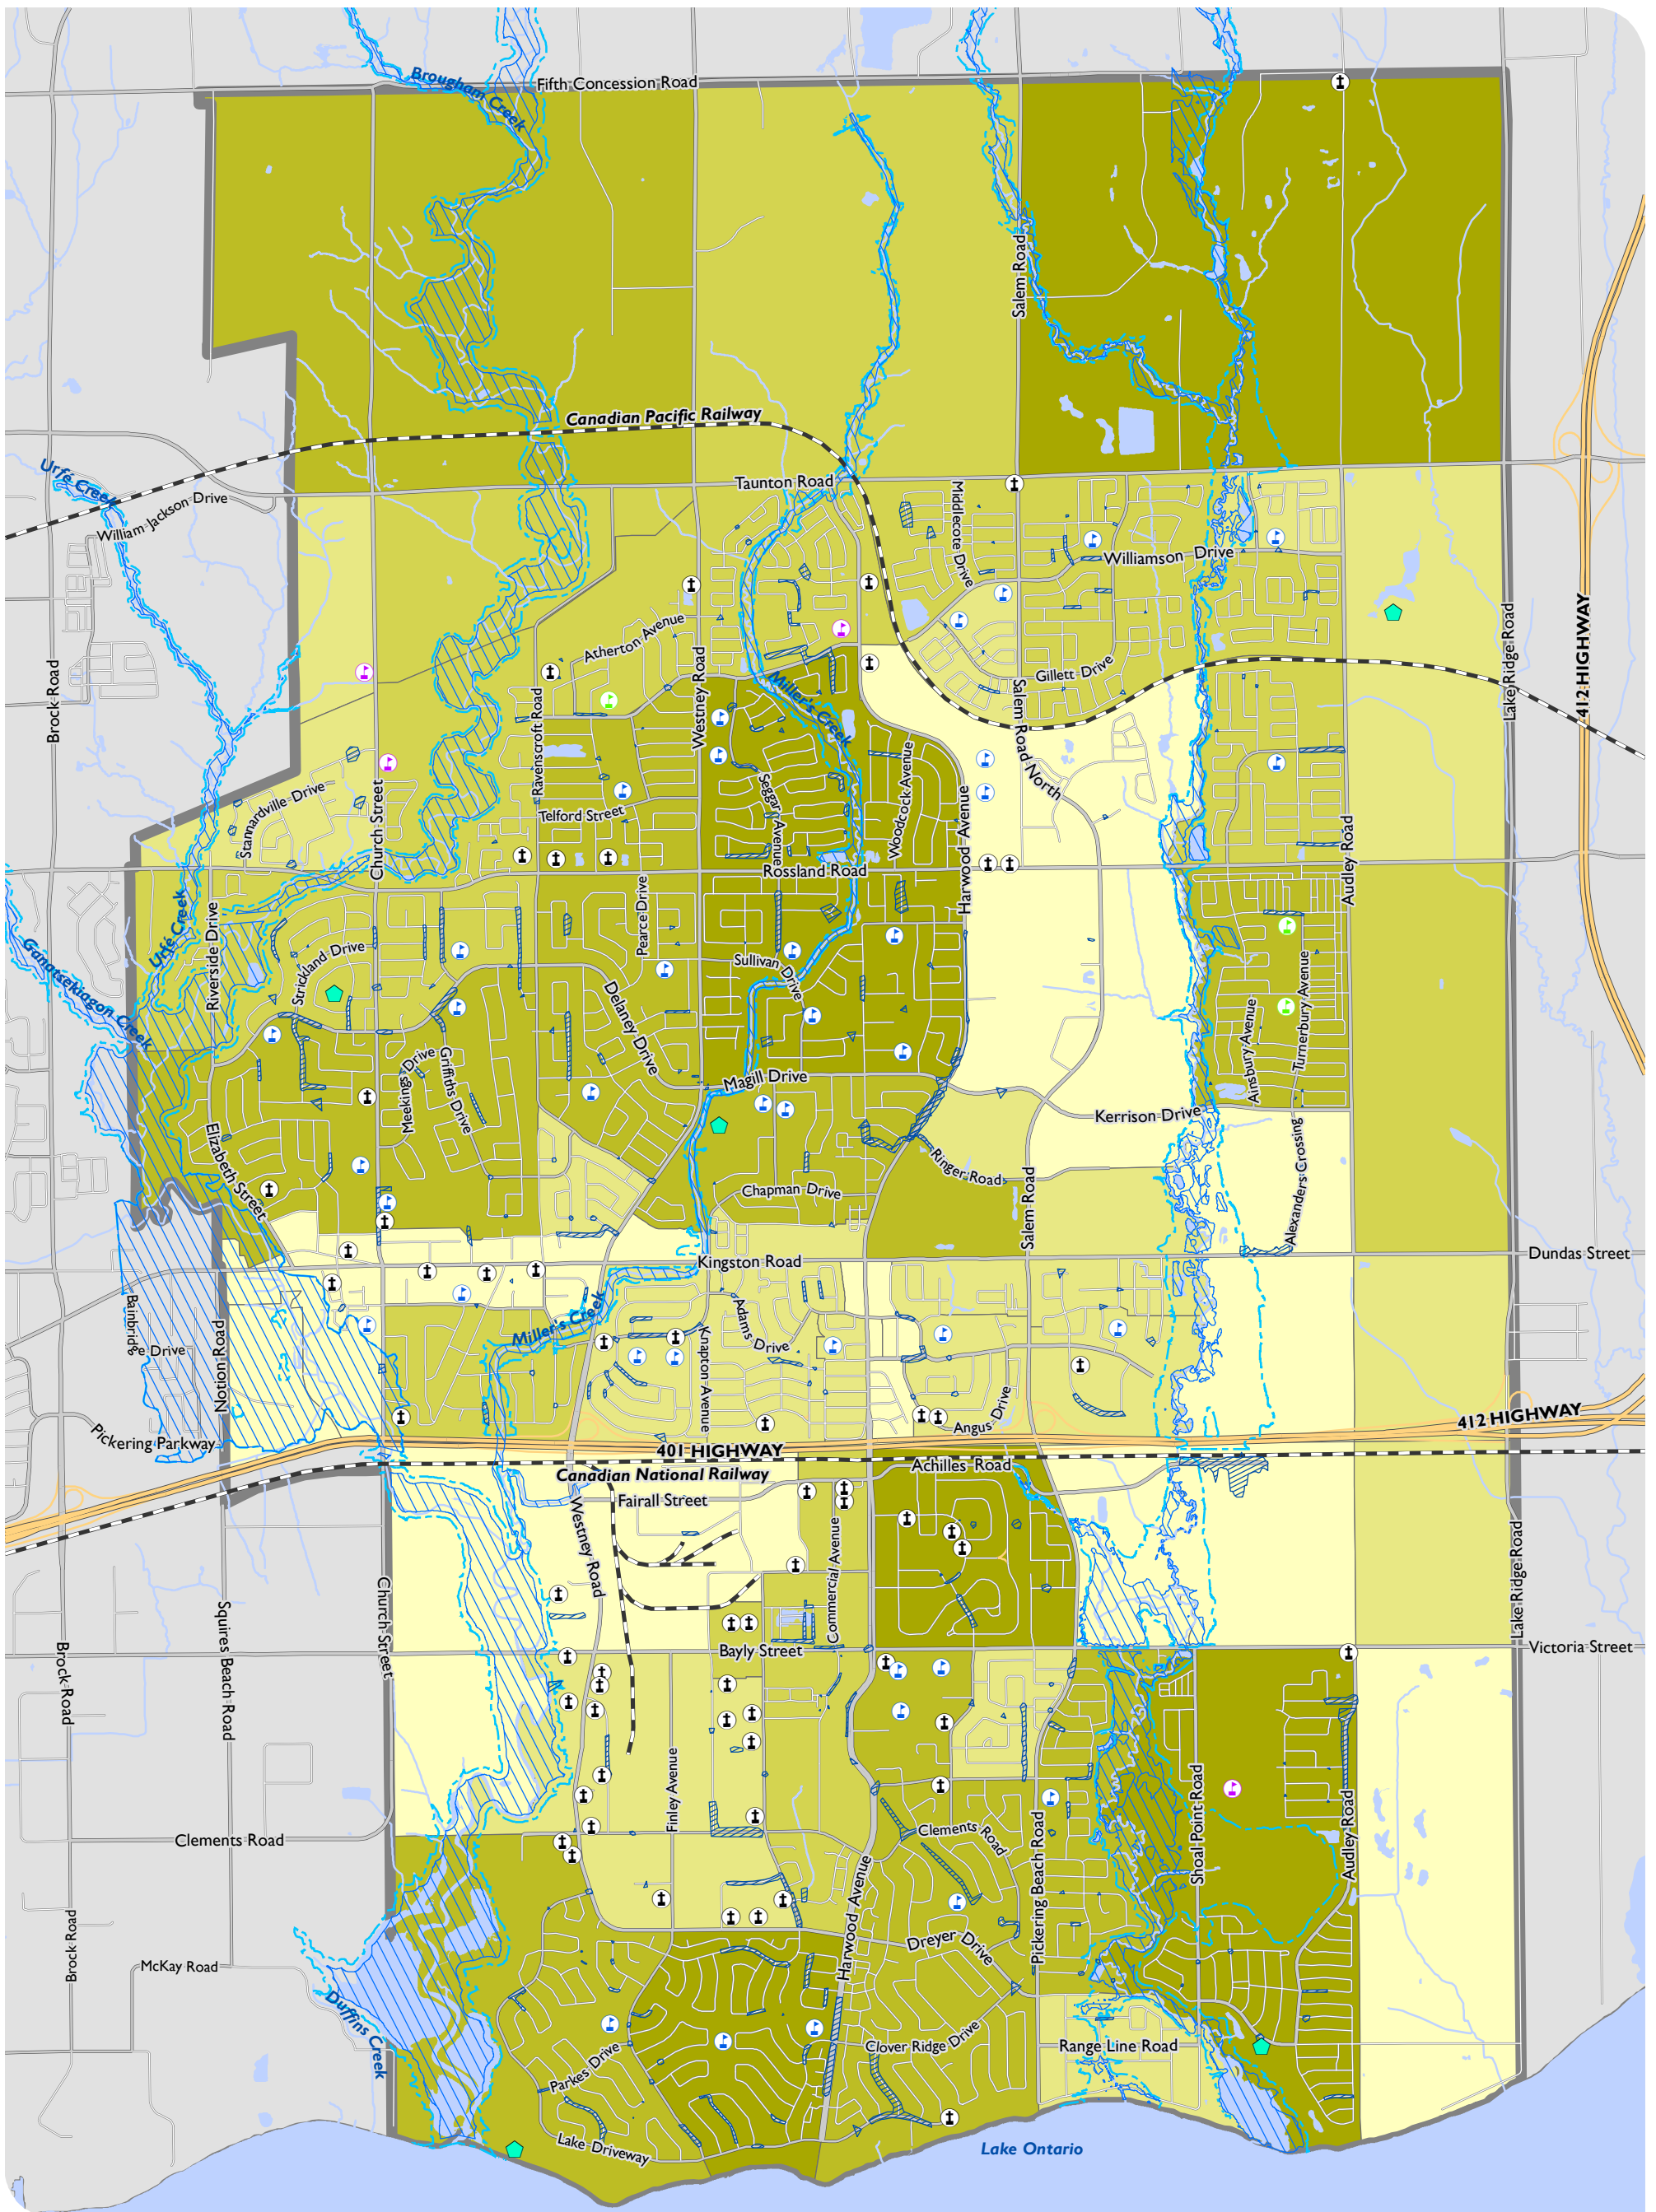 Brougham Creek
Fifth Concession Road
Salem Road
Canadian Pacific Railway
Urfé Creek
William Jackson Drive
Taunton Road
Middlecote Drive
Williamson Drive
412 HIGHWAY
Lake Ridge Road
Brock Road
Atherton Avenue
Westney Road
Gillett Drive
Miller's Creek
Ravenscroft Road
Salem Road North
Woodcock Avenue
Seggar Avenue
Stannardville Drive
Church Street
Telford Street
Harwood Avenue
Audley Road
Rossland Road
Urfé Creek
Riverside Drive
Pearce Drive
Strickland Drive
Sullivan Drive
Ganatsekiagon Creek
Delaney Drive
Turnerbury Avenue
Ainsbury Avenue
Meekings Drive
Griffiths Drive
Magill Drive
Kerrison Drive
Elizabeth Street
Ringer Road
Chapman Drive
Alexanders Crossing
Salem Road
Kingston Road
Dundas Street
Bainbridge Drive
Notion Road
Miller's Creek
Adams Drive
Knapton Avenue
Angus Drive
412 HIGHWAY
Pickering Parkway
401 HIGHWAY
Canadian National Railway
Achilles Road
Fairall Street
Westney Road
Commercial Avenue
Lake Ridge Road
Church Street
Squires Beach Road
Brock Road
Bayly Street
Victoria Street
Finley Avenue
Shoal Point Road
Audley Road
Clements Road
Clements Road
Pickering Beach Road
Harwood Avenue
Brock Road
McKay Road
Dreyer Drive
Duffins Creek
Parkes Drive
Clover Ridge Drive
Range Line Road
Lake Driveway
Lake Ontario